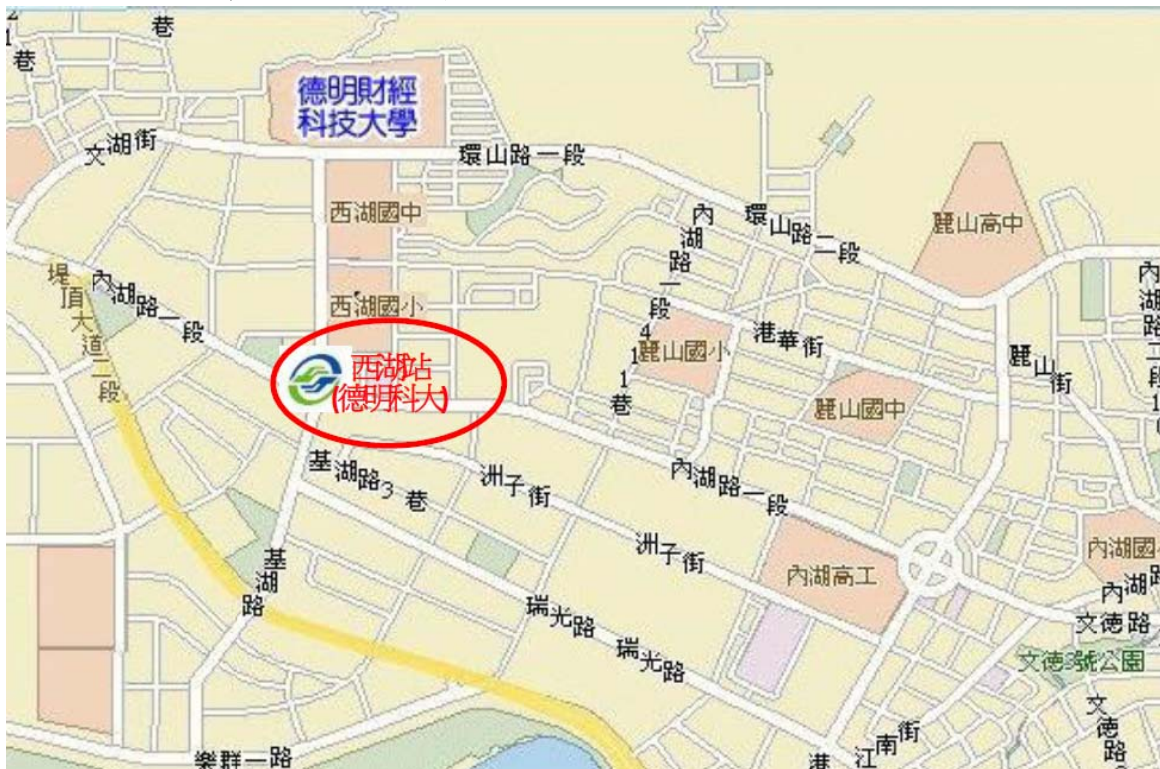 巷
21巷
德明財經
科技大學
文湖街
環山路一段
西湖國中
內湖路一段411巷
環山路二段
麗山高中
堤頂大道二段
內湖路一段
西湖國小
港華街
麗山國小
麗山街
內湖路二段1
西湖站
(德明科大)
麗山國中
基湖路3巷
洲子街
內湖路一段
洲子街
內湖高工
內湖國
內湖
基湖路
瑞光路
文德路
瑞光路
文德3號公園
文德路
江南街
港
樂群一路